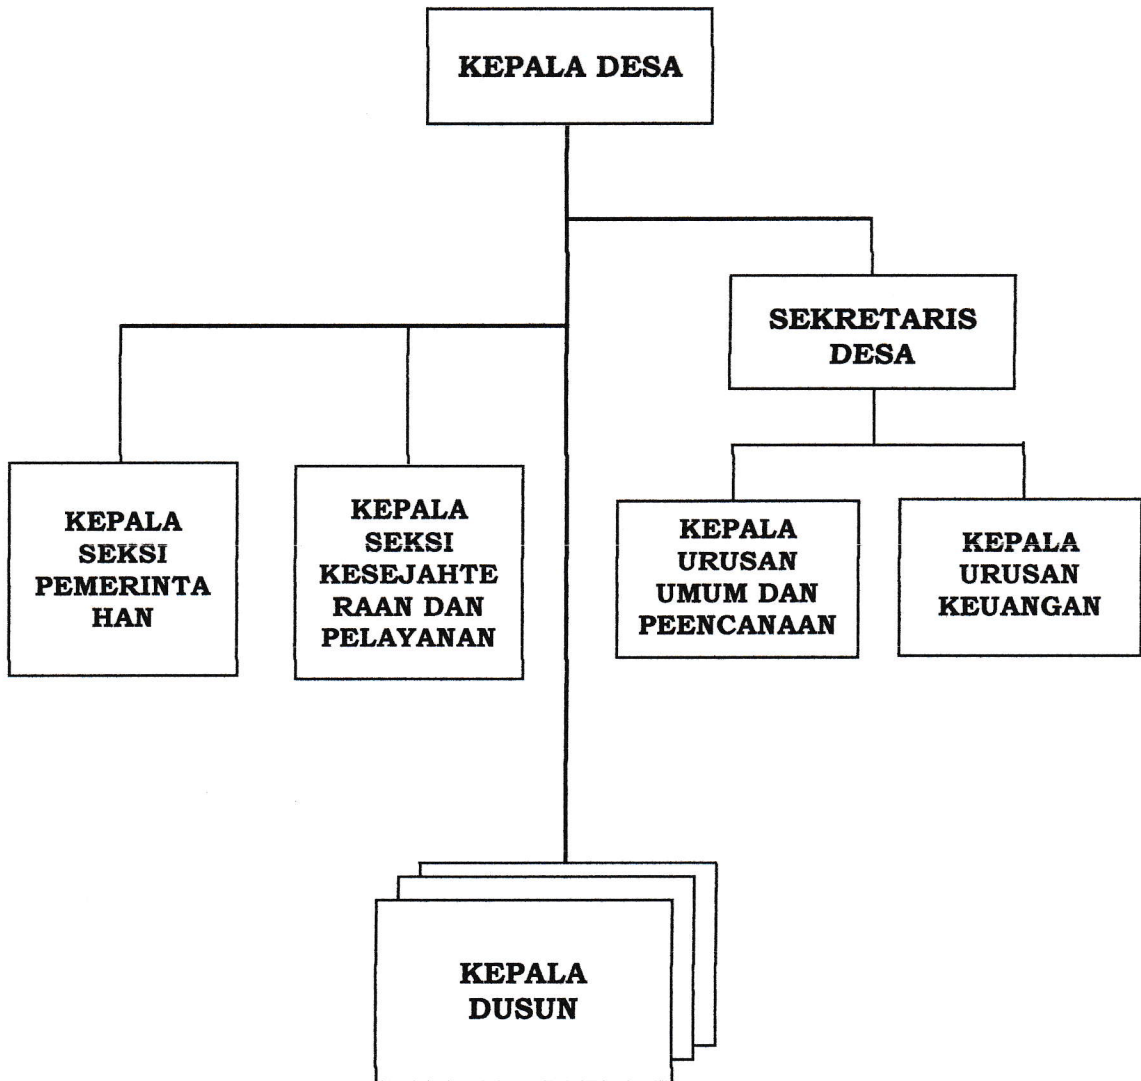 KEPALA DESA
SEKRETARIS
DESA
KEPALA
SEKSI
PEMERINTA
HAN
KEPALA
SEKSI
KESEJAHTE
RAAN DAN
PELAYANAN
KEPALA
URUSAN
UMUM DAN
PEENCANAAN
KEPALA
URUSAN
KEUANGAN
KEPALA
DUSUN